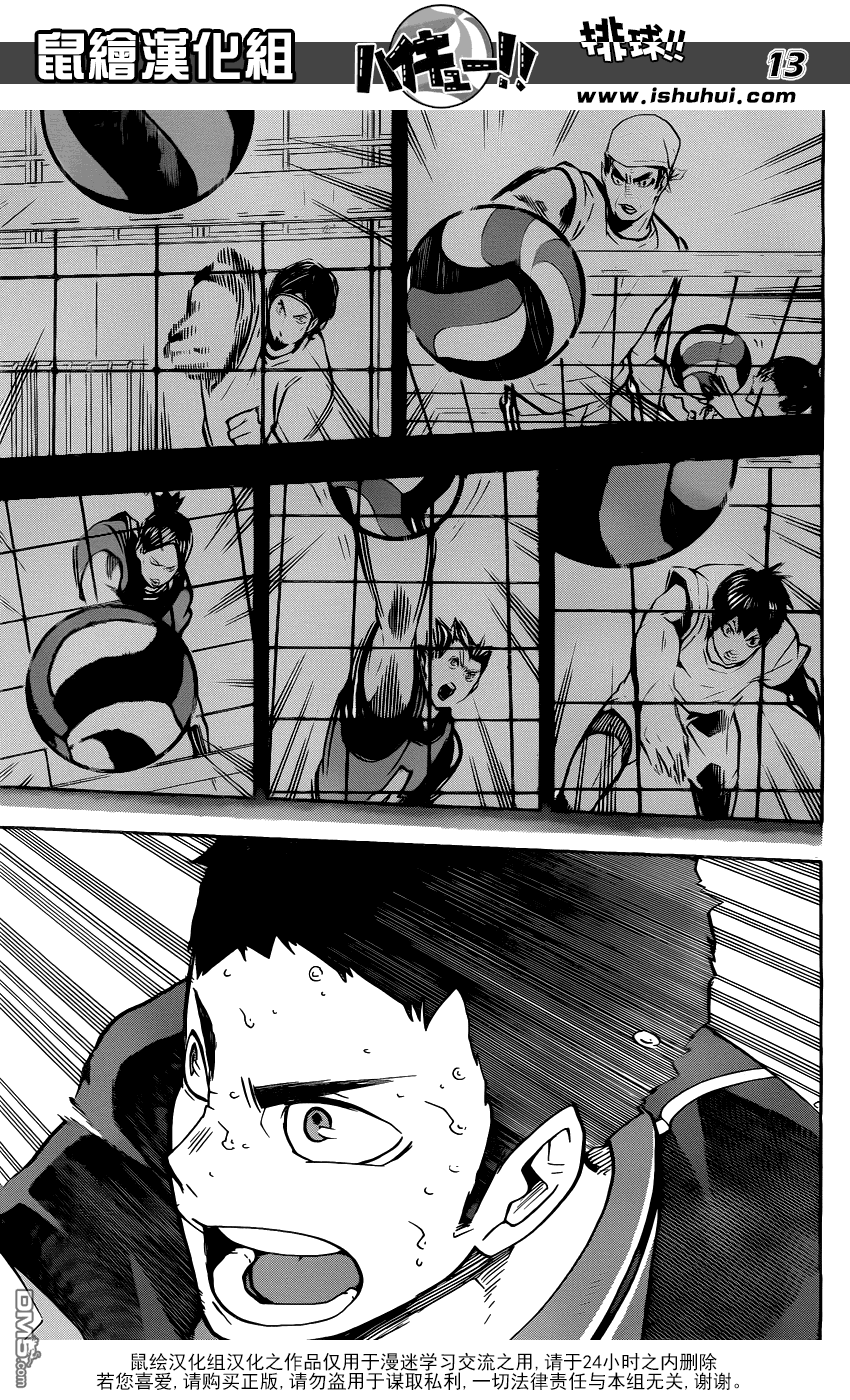 鼠繪漢化組
ハイキュー!!
排球!!
13
www.ishuhui.com
DM5
鼠绘汉化组汉化之作品仅用于漫迷学习交流之用, 请于24小时之内删除
若您喜爱, 请购买正版, 请勿盗用于谋取私利, 一切法律责任与本组无关, 谢谢。